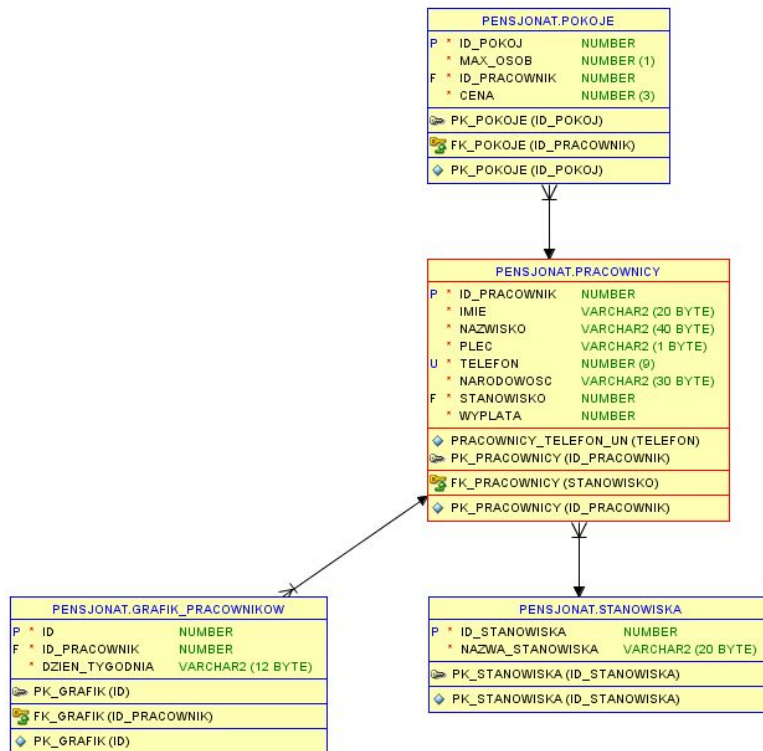 PENSJONAT.POKOJE
P * ID_POKOJ NUMBER
* MAX_OSOB NUMBER (1)
F * ID_PRACOWNIK NUMBER
* CENA NUMBER (3)
PK_POKOJE (ID_POKOJ)
FK_POKOJE (ID_PRACOWNIK)
PK_POKOJE (ID_POKOJ)
PENSJONAT.PRACOWNICY
P * ID_PRACOWNIK NUMBER
* IMIE VARCHAR2 (20 BYTE)
* NAZWISKO VARCHAR2 (40 BYTE)
* PLEC VARCHAR2 (1 BYTE)
U * TELEFON NUMBER (9)
* NARODOWOSC VARCHAR2 (30 BYTE)
F * STANOWISKO NUMBER
* WYPLATA NUMBER
PRACOWNICY_TELEFON_UN (TELEFON)
PK_PRACOWNICY (ID_PRACOWNIK)
FK_PRACOWNICY (STANOWISKO)
PK_PRACOWNICY (ID_PRACOWNIK)
PENSJONAT.GRAFIK_PRACOWNIKOW
P * ID NUMBER
F * ID_PRACOWNIK NUMBER
* DZIEN_TYGODNIA VARCHAR2 (12 BYTE)
PK_GRAFIK (ID)
FK_GRAFIK (ID_PRACOWNIK)
PK_GRAFIK (ID)
PENSJONAT.STANOWISKA
P * ID_STANOWISKA NUMBER
* NAZWA_STANOWISKA VARCHAR2 (20 BYTE)
PK_STANOWISKA (ID_STANOWISKA)
PK_STANOWISKA (ID_STANOWISKA)